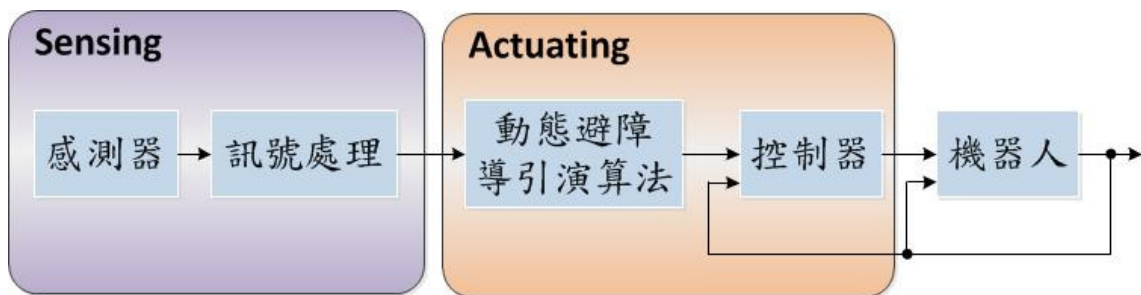 Sensing
Actuating
感測器
訊號處理
動態避障
導引演算法
控制器
機器人